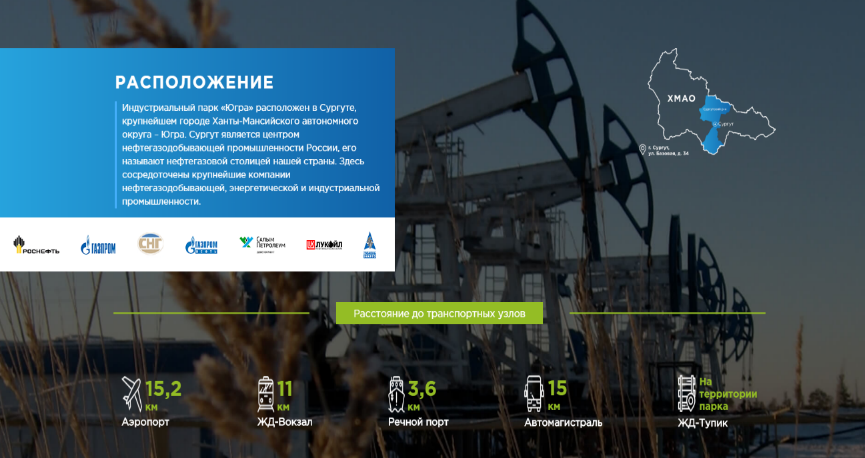 РАСПОЛОЖЕНИЕ
Индустриальный парк «Югра» расположен в Сургуте,
крупнейшем городе Ханты-Мансийского автономного
округа – Югра. Сургут является центром
нефтегазодобывающей промышленности России, его
называют нефтегазовой столицей нашей страны. Здесь
сосредоточены крупнейшие компании
нефтегазодобывающей, энергетической и индустриальной
промышленности.
РОСНЕФТЬ
ГАЗПРОМ
СНГ
ГАЗПРОМ
НЕФТЬ
САЛЫМ
ПЕТРОЛЕУМ
ЛУКОЙЛ
ХМАО
Сургут
г. Сургут,
ул. Базовая, д. 34
Расстояние до транспортных узлов
15,2
км
Аэропорт
11
км
ЖД-Вокзал
3,6
км
Речной порт
15
км
Автомагистраль
На
территории
парка
ЖД-Тупик